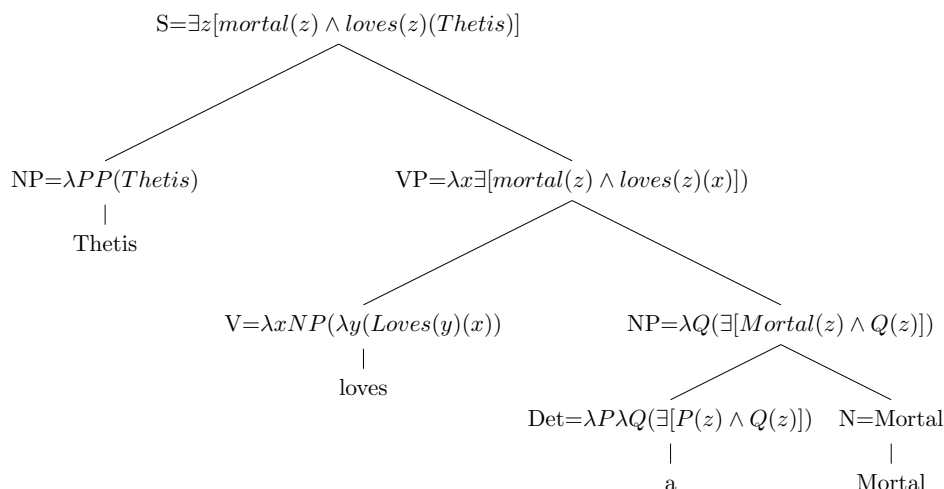 S=∃z[mortal(z) ∧ loves(z)(Thetis)]
NP=λPP(Thetis) VP=λx∃[mortal(z) ∧ loves(z)(x)])
Thetis
V=λxNP(λy(Loves(y)(x)) NP=λQ(∃[Mortal(z) ∧ Q(z)])
loves
Det=λPλQ(∃[P(z) ∧ Q(z)]) N=Mortal
a Mortal